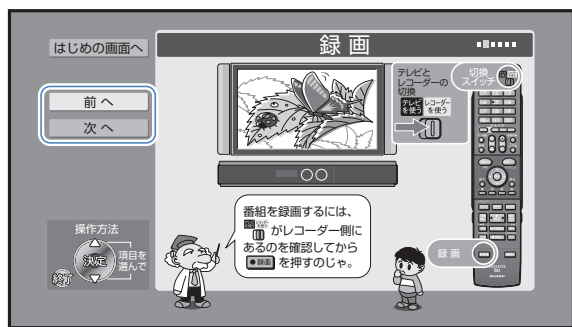 はじめの画面へ
録画
前へ
次へ
テレビと
レコーダーの
切換
テレビ
を使う
レコーダー
を使う
切換
スイッチ
番組を録画するには、
がレコーダー側に
あるのを確認してから
●録画 を押すのじゃ。
操作方法
決定
項目を
選んで
終了
録画